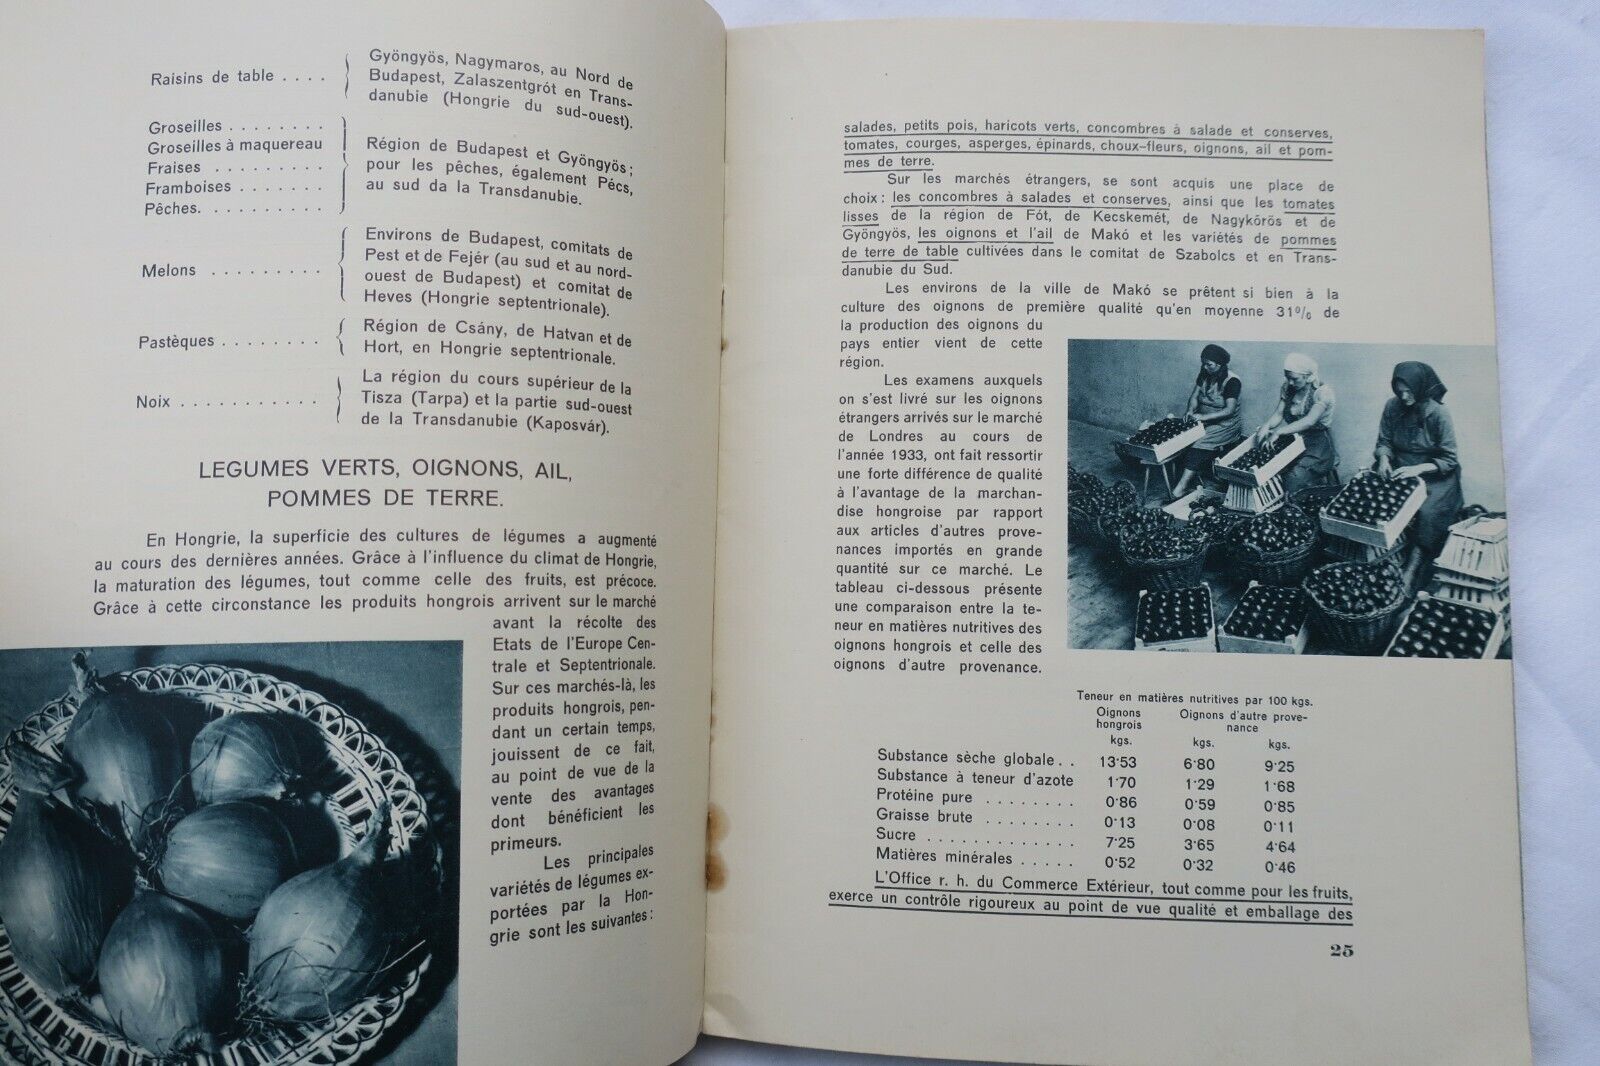 Raisins de table . . . .
Gyöngyös, Nagymaros, au Nord de
Budapest, Zalaszentgrót en Trans-
danubie (Hongrie du sud-ouest).
Groseilles . . . . . . . .
Groseilles à maquereau
Fraises . . . . . . . . .
Framboises . . . . . . .
Pêches. . . . . . . . . .
Région de Budapest et Gyöngyös;
pour les pêches, également Pécs,
au sud da la Transdanubie.
Melons . . . . . . . . .
Environs de Budapest, comitats de
Pest et de Fejér (au sud et au nord-
ouest de Budapest) et comitat de
Heves (Hongrie septentrionale).
Pastèques . . . . . . . .
Région de Csány, de Hatvan et de
Hort, en Hongrie septentrionale.
Noix . . . . . . . . . . .
La région du cours supérieur de la
Tisza (Tarpa) et la partie sud-ouest
de la Transdanubie (Kaposvár).
LEGUMES VERTS, OIGNONS, AIL,
POMMES DE TERRE.
En Hongrie, la superficie des cultures de légumes a augmenté
au cours des dernières années. Grâce à l'influence du climat de Hongrie,
la maturation des légumes, tout comme celle des fruits, est précoce.
Grâce à cette circonstance les produits hongrois arrivent sur le marché
avant la récolte des
Etats de l'Europe Cen-
trale et Septentrionale.
Sur ces marchés-là, les
produits hongrois, pen-
dant un certain temps,
jouissent de ce fait,
au point de vue de la
vente des avantages
dont bénéficient les
primeurs.
Les principales
variétés de légumes ex-
portées par la Hon-
grie sont les suivantes:
salades, petits pois, haricots verts, concombres à salade et conserves,
tomates, courges, asperges, épinards, choux-fleurs, oignons, ail et pom-
mes de terre.
Sur les marchés étrangers, se sont acquis une place de
choix: les concombres à salades et conserves, ainsi que les tomates
lisses de la région de Fót, de Kecskemét, de Nagykőrös et de
Gyöngyös, les oignons et l'ail de Makó et les variétés de pommes
de terre de table cultivées dans le comitat de Szabolcs et en Trans-
danubie du Sud.
Les environs de la ville de Makó se prêtent si bien à la
culture des oignons de première qualité qu'en moyenne 31% de
la production des oignons du
pays entier vient de cette
région.
Les examens auxquels
on s'est livré sur les oignons
étrangers arrivés sur le marché
de Londres au cours de
l'année 1933, ont fait ressortir
une forte différence de qualité
à l'avantage de la marchan-
dise hongroise par rapport
aux articles d'autres prove-
nances importés en grande
quantité sur ce marché. Le
tableau ci-dessous présente
une comparaison entre la te-
neur en matières nutritives des
oignons hongrois et celle des
oignons d'autre provenance.
Teneur en matières nutritives par 100 kgs.
Oignons hongrois Oignons d'autre prove-
nance
kgs. kgs. kgs.
Substance sèche globale . . 13·53 6·80 9·25
Substance à teneur d'azote 1·70 1·29 1·68
Protéine pure . . . . . . . . 0·86 0·59 0·85
Graisse brute . . . . . . . . 0·13 0·08 0·11
Sucre . . . . . . . . . . . . . 7·25 3·65 4·64
Matières minérales . . . . . 0·52 0·32 0·46
L'Office r. h. du Commerce Extérieur, tout comme pour les fruits,
exerce un contrôle rigoureux au point de vue qualité et emballage des
25